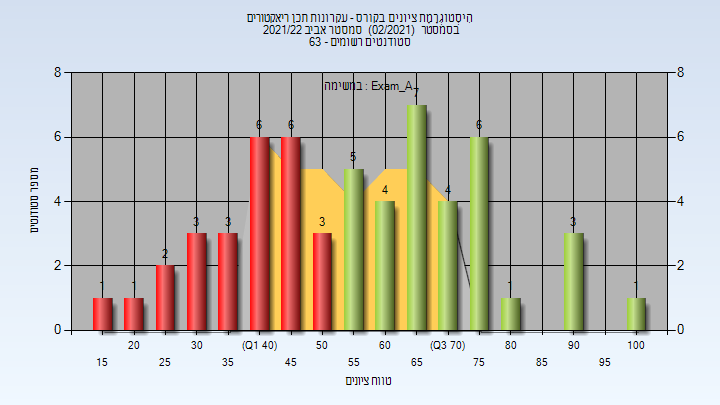 היסטוגרמת ציונים בקורס - עקרונות תכן ריאקטורים
בסמסטר (02/2021) סמסטר אביב 2021/22
סטודנטים רשומים - 63
במשימה : Exam_A
8 8
6 6
4 4
2 2
0 0
1 1 2 3 3 6 6 3 5 4 7 4 6 1 3 1
מספר סטודנטים
20 30 (Q1 40) 50 60 (Q3 70) 80 90 100
15 25 35 45 55 65 75 85 95
טווח ציונים